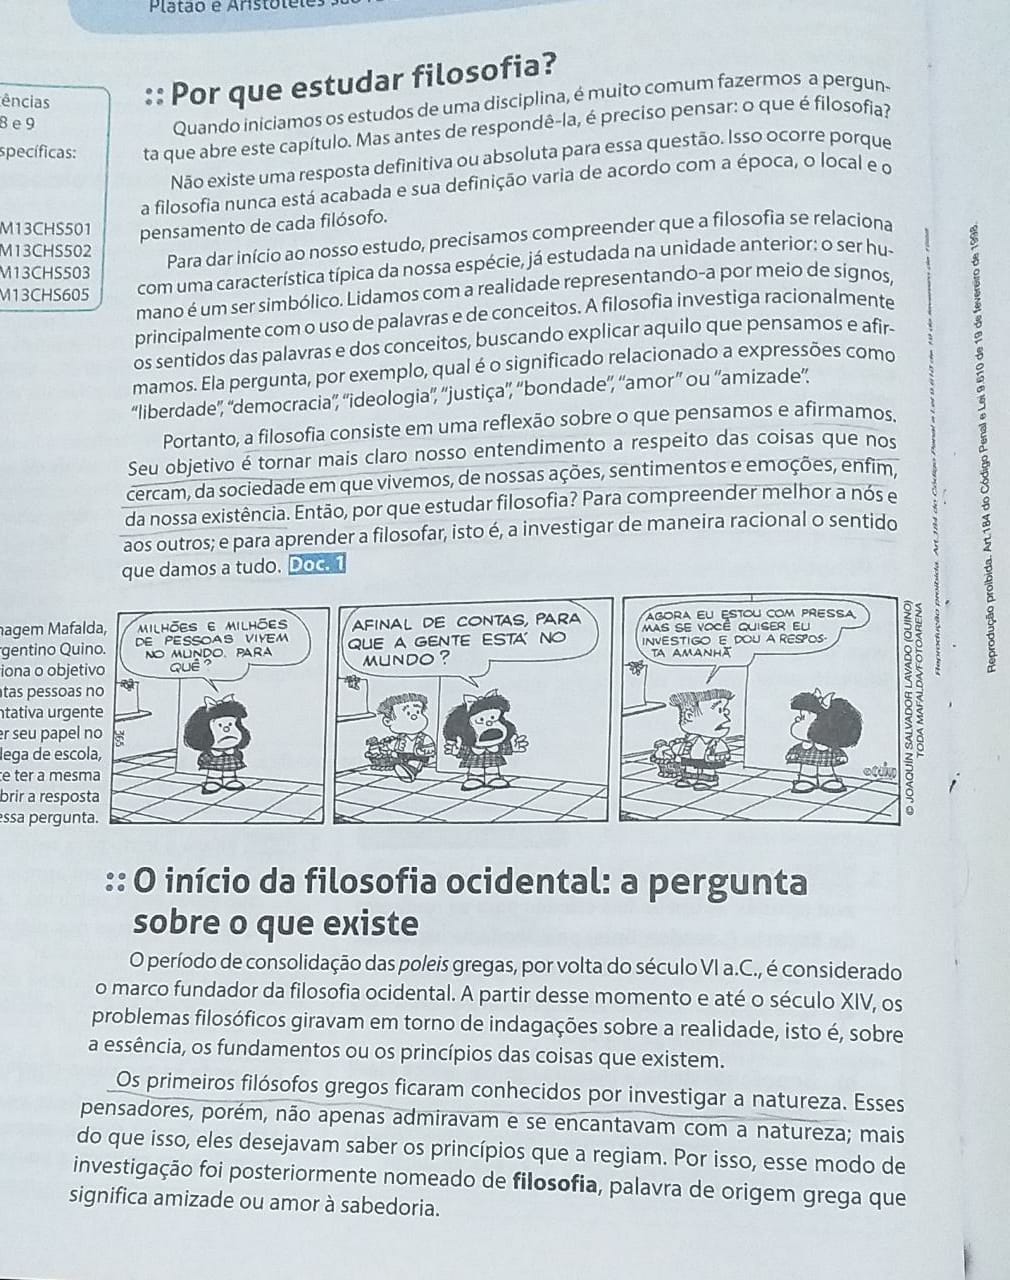 Platão e Aristóteles
:: Por que estudar filosofia?
Quando iniciamos os estudos de uma disciplina, é muito comum fazermos a pergun-
ta que abre este capítulo. Mas antes de respondê-la, é preciso pensar: o que é filosofia?
Não existe uma resposta definitiva ou absoluta para essa questão. Isso ocorre porque
a filosofia nunca está acabada e sua definição varia de acordo com a época, o local e o
pensamento de cada filósofo.
Para dar início ao nosso estudo, precisamos compreender que a filosofia se relaciona
com uma característica típica da nossa espécie, já estudada na unidade anterior: o ser hu-
mano é um ser simbólico. Lidamos com a realidade representando-a por meio de signos,
principalmente com o uso de palavras e de conceitos. A filosofia investiga racionalmente
os sentidos das palavras e dos conceitos, buscando explicar aquilo que pensamos e afir-
mamos. Ela pergunta, por exemplo, qual é o significado relacionado a expressões como
“liberdade”, “democracia”, “ideologia”, “justiça”, “bondade”, “amor” ou “amizade”.
Portanto, a filosofia consiste em uma reflexão sobre o que pensamos e afirmamos.
Seu objetivo é tornar mais claro nosso entendimento a respeito das coisas que nos
cercam, da sociedade em que vivemos, de nossas ações, sentimentos e emoções, enfim,
da nossa existência. Então, por que estudar filosofia? Para compreender melhor a nós e
aos outros; e para aprender a filosofar, isto é, a investigar de maneira racional o sentido
que damos a tudo. Doc. 1
ências
8 e 9
specíficas:
M13CHS501
M13CHS502
M13CHS503
M13CHS605
nagem Mafalda,
rgentino Quino.
iona o objetivo
tas pessoas no
ntativa urgente
er seu papel no
lega de escola,
te ter a mesma
brir a resposta
essa pergunta.
MILHÕES E MILHÕES
DE PESSOAS VIVEM
NO MUNDO. PARA
QUÊ?
365
AFINAL DE CONTAS, PARA
QUE A GENTE ESTÁ NO
MUNDO?
AGORA EU ESTOU COM PRESSA,
MAS SE VOCÊ QUISER EU
INVESTIGO E DOU A RESPOS-
TA AMANHÃ
© JOAQUÍN SALVADOR LAVADO (QUINO)
TODA MAFALDA/FOTOARENA
Reprodução proibida. Art. 184 do Código Penal e Lei 9.610 de 19 de fevereiro de 1998.
:: O início da filosofia ocidental: a pergunta
sobre o que existe
O período de consolidação das poleis gregas, por volta do século VI a.C., é considerado
o marco fundador da filosofia ocidental. A partir desse momento e até o século XIV, os
problemas filosóficos giravam em torno de indagações sobre a realidade, isto é, sobre
a essência, os fundamentos ou os princípios das coisas que existem.
Os primeiros filósofos gregos ficaram conhecidos por investigar a natureza. Esses
pensadores, porém, não apenas admiravam e se encantavam com a natureza; mais
do que isso, eles desejavam saber os princípios que a regiam. Por isso, esse modo de
investigação foi posteriormente nomeado de filosofia, palavra de origem grega que
significa amizade ou amor à sabedoria.